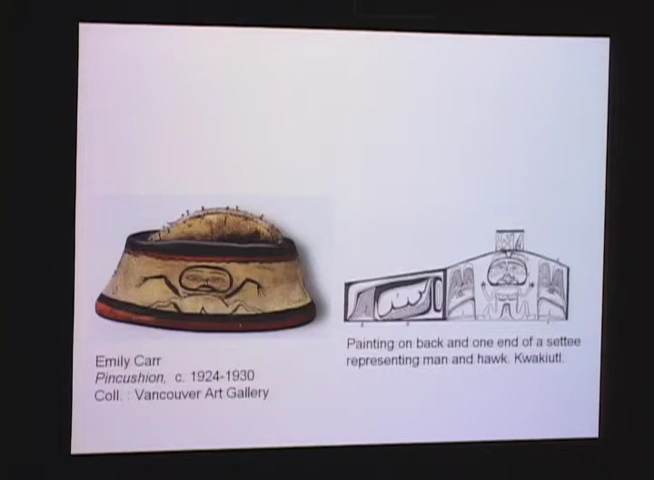 Emily Carr
Pincushion, c. 1924-1930
Coll. : Vancouver Art Gallery
Painting on back and one end of a settee
representing man and hawk. Kwakiutl.